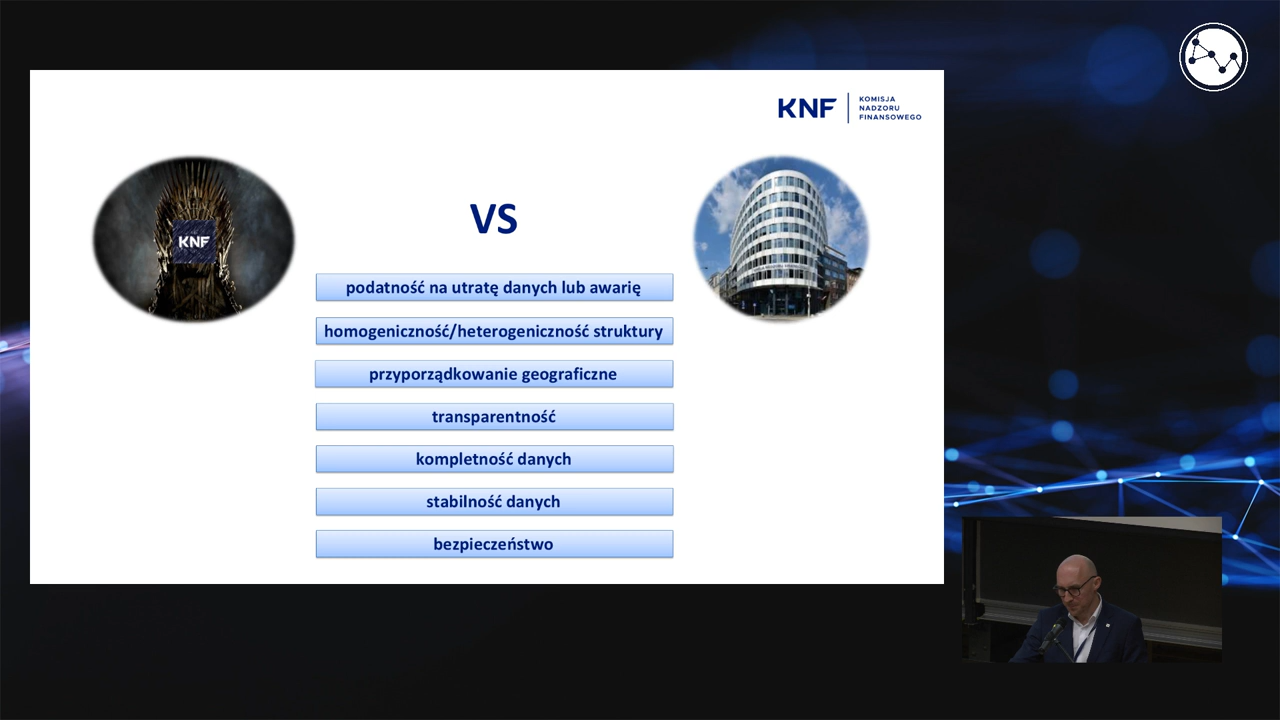 KNF
KOMISJA
NADZORU
FINANSOWEGO
KNF
VS
podatność na utratę danych lub awarię
homogeniczność/heterogeniczność struktury
przyporządkowanie geograficzne
transparentność
kompletność danych
stabilność danych
bezpieczeństwo